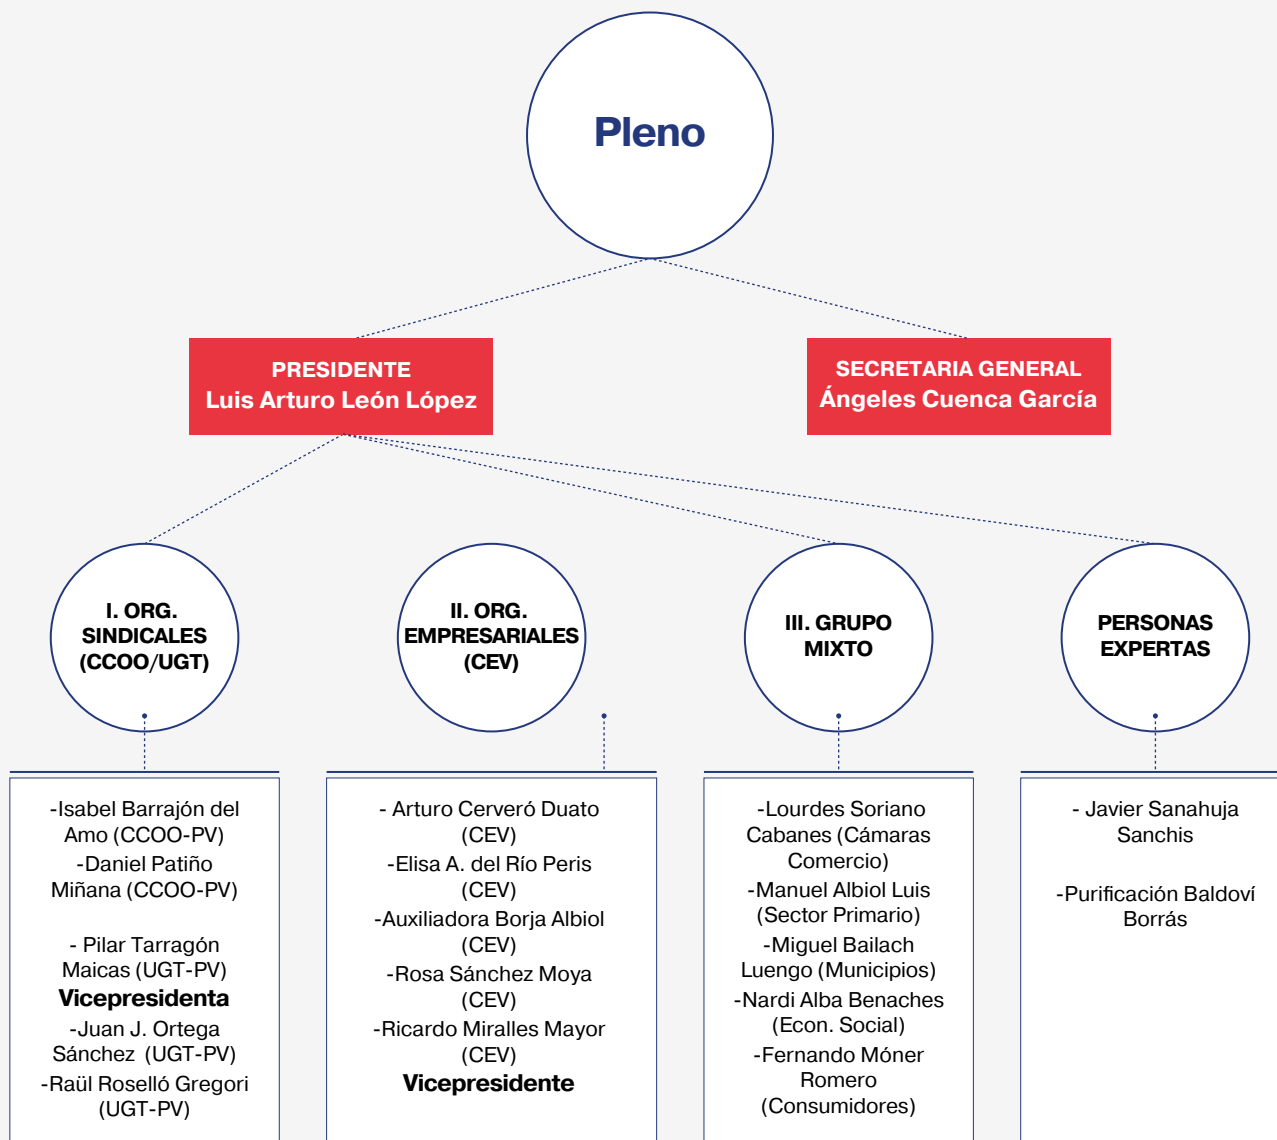 Pleno
PRESIDENTE
Luis Arturo León López
SECRETARIA GENERAL
Ángeles Cuenca García
I. ORG.
SINDICALES
(CCOO/UGT)
II. ORG.
EMPRESARIALES
(CEV)
III. GRUPO
MIXTO
PERSONAS
EXPERTAS
-Isabel Barrajón del
Amo (CCOO-PV)
-Daniel Patiño
Miñana (CCOO-PV)
- Pilar Tarragón
Maicas (UGT-PV)
Vicepresidenta
-Juan J. Ortega
Sánchez (UGT-PV)
-Raül Roselló Gregori
(UGT-PV)
- Arturo Cerveró Duato
(CEV)
-Elisa A. del Río Peris
(CEV)
-Auxiliadora Borja Albiol
(CEV)
-Rosa Sánchez Moya
(CEV)
-Ricardo Miralles Mayor
(CEV)
Vicepresidente
-Lourdes Soriano
Cabanes (Cámaras
Comercio)
-Manuel Albiol Luis
(Sector Primario)
-Miguel Bailach
Luengo (Municipios)
-Nardi Alba Benaches
(Econ. Social)
-Fernando Móner
Romero
(Consumidores)
- Javier Sanahuja
Sanchis
-Purificación Baldoví
Borrás